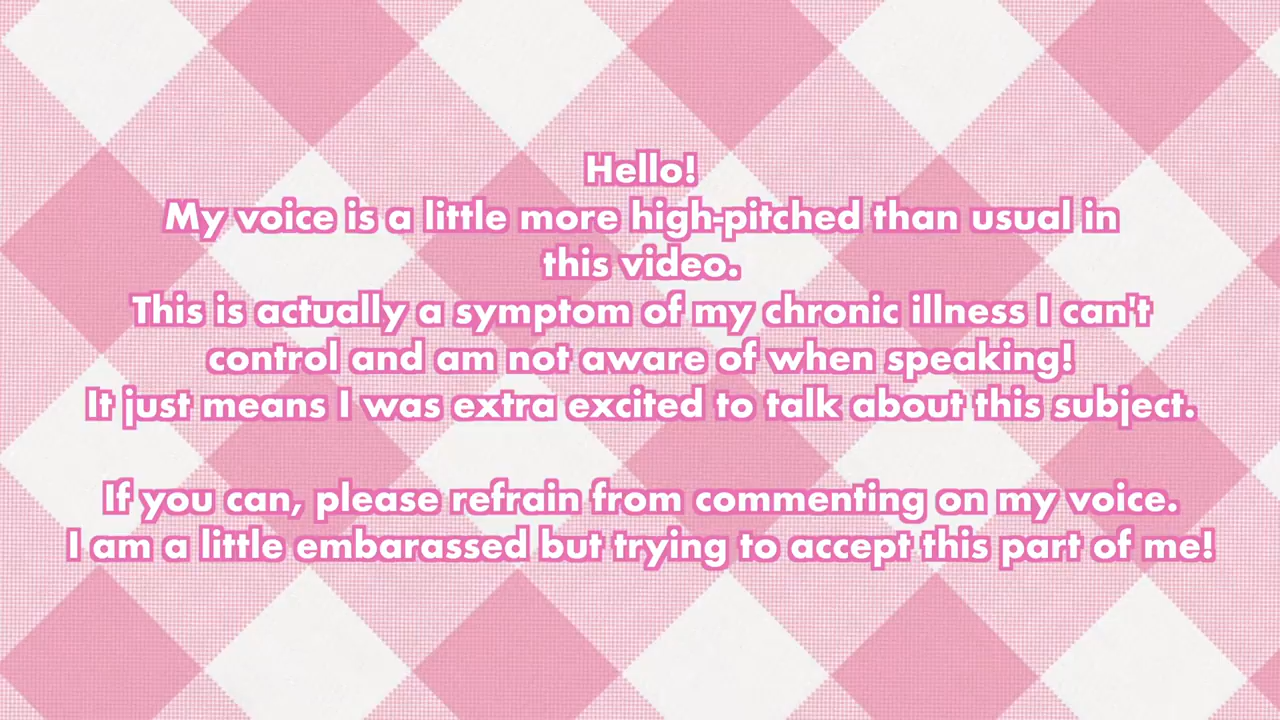 Hello!
My voice is a little more high-pitched than usual in
this video.
This is actually a symptom of my chronic illness I can't
control and am not aware of when speaking!
It just means I was extra excited to talk about this subject.
If you can, please refrain from commenting on my voice.
I am a little embarassed but trying to accept this part of me!